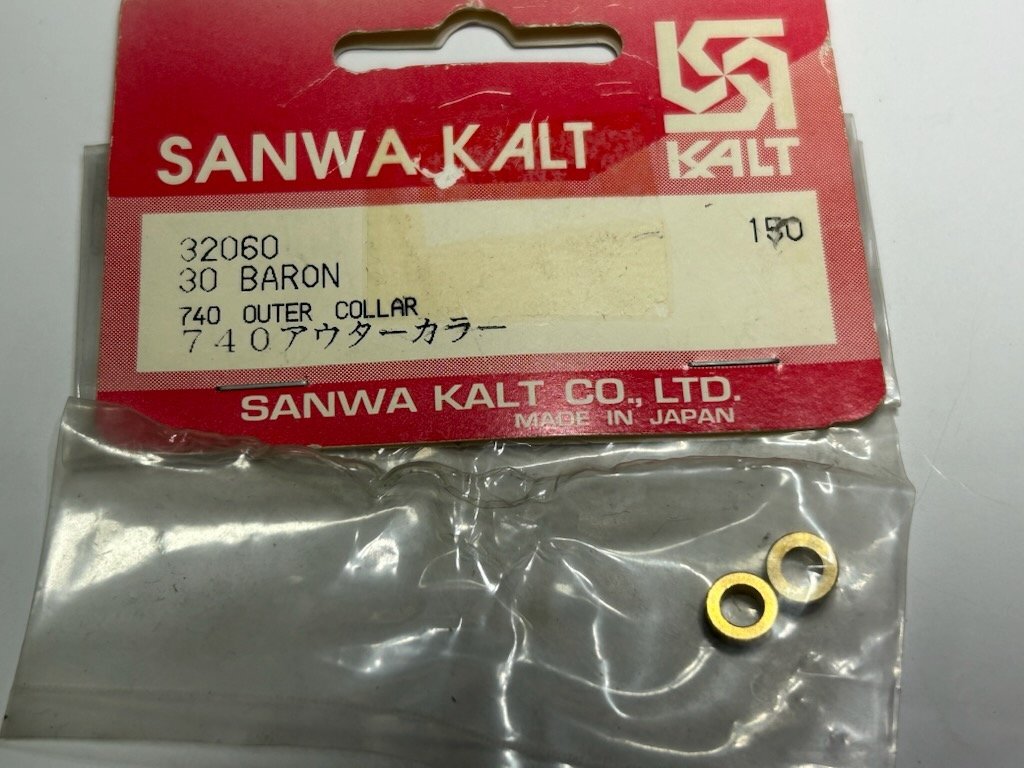 SANWA KALT
KALT
32060
150
30 BARON
740 OUTER COLLAR
740アウターカラー
SANWA KALT CO., LTD.
MADE IN JAPAN